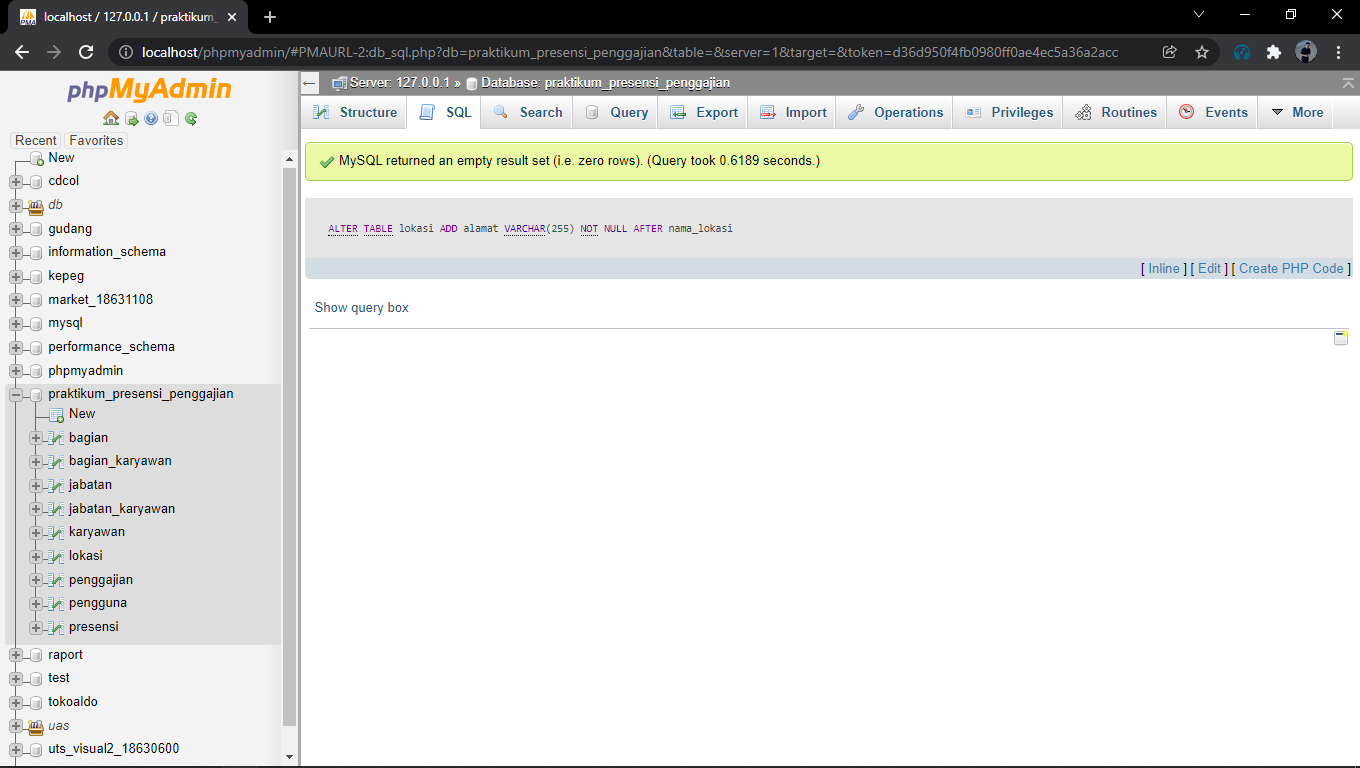 localhost / 127.0.0.1 / praktikum_
localhost/phpmyadmin/#PMAURL-2:db_sql.php?db=praktikum_presensi_penggajian&table=&server=1&target=&token=d36d950f4fb0980ff0ae4ec5a36a2acc
phpMyAdmin
Recent Favorites
New
cdcol
db
gudang
information_schema
kepeg
market_18631108
mysql
performance_schema
phpmyadmin
praktikum_presensi_penggajian
New
bagian
bagian_karyawan
jabatan
jabatan_karyawan
karyawan
lokasi
penggajian
pengguna
presensi
raport
test
tokoaldo
uas
uts_visual2_18630600
Server: 127.0.0.1 » Database: praktikum_presensi_penggajian
Structure SQL Search Query Export Import Operations Privileges Routines Events More
MySQL returned an empty result set (i.e. zero rows). (Query took 0.6189 seconds.)
ALTER TABLE lokasi ADD alamat VARCHAR(255) NOT NULL AFTER nama_lokasi
[ Inline ] [ Edit ] [ Create PHP Code ]
Show query box